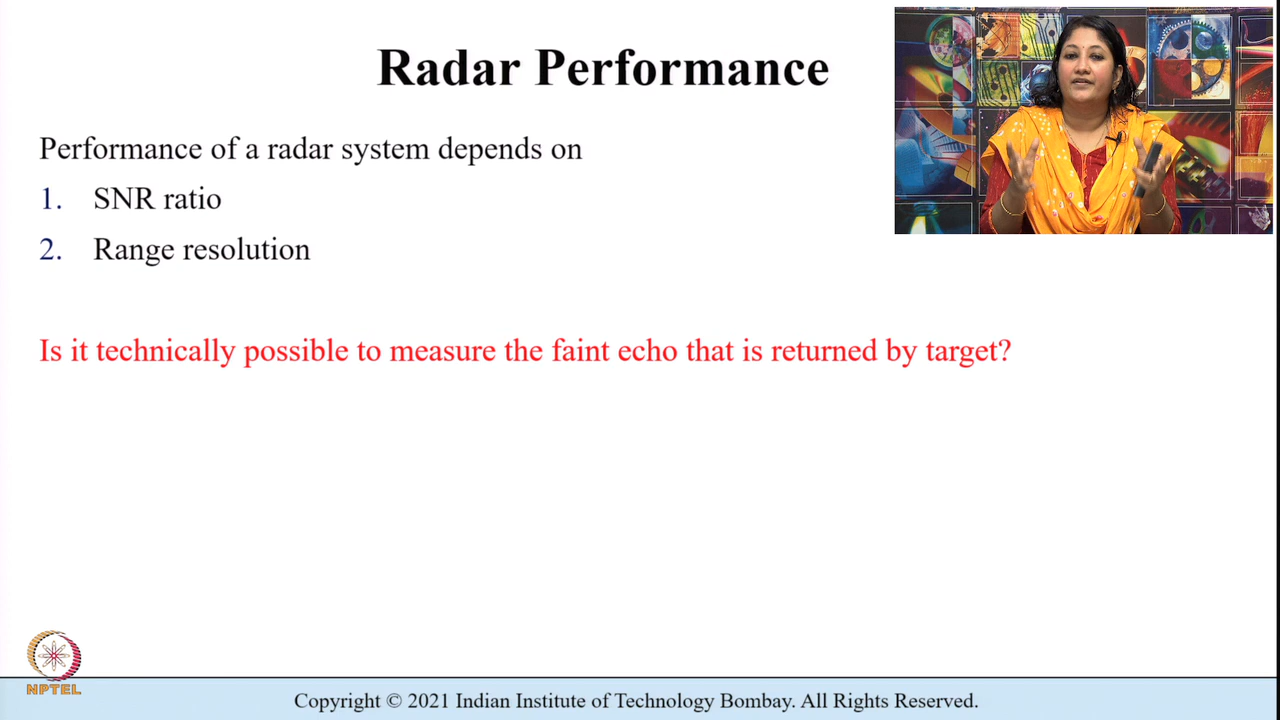 Radar Performance
Performance of a radar system depends on
1. SNR ratio
2. Range resolution
Is it technically possible to measure the faint echo that is returned by target?
NPTEL
Copyright © 2021 Indian Institute of Technology Bombay. All Rights Reserved.